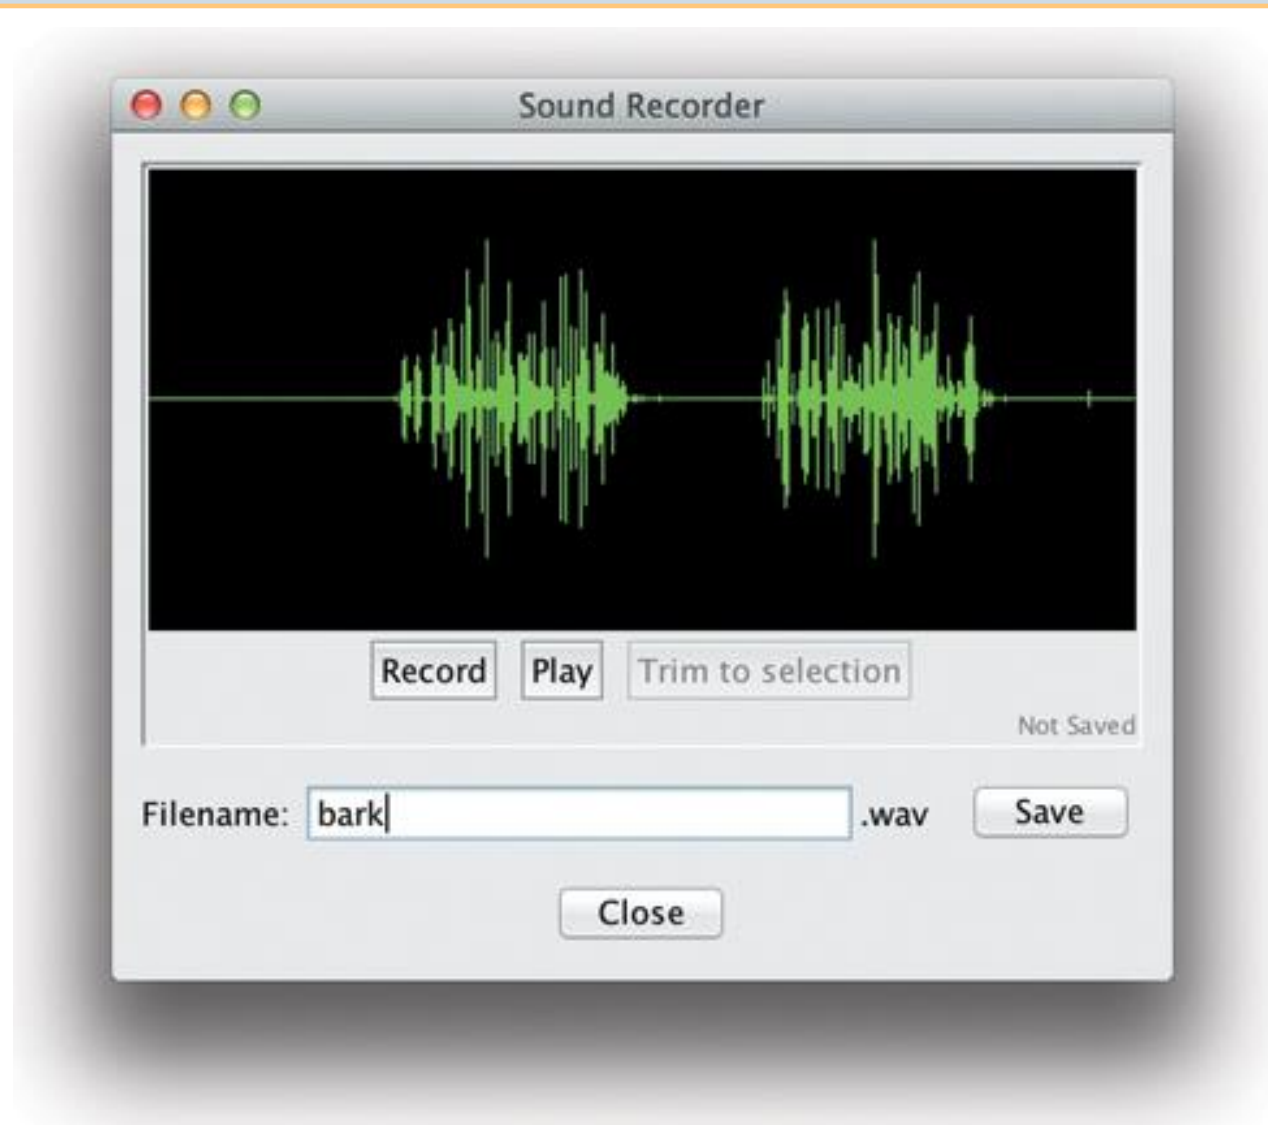 Sound Recorder
Record Play Trim to selection
Not Saved
Filename: bark .wav Save
Close